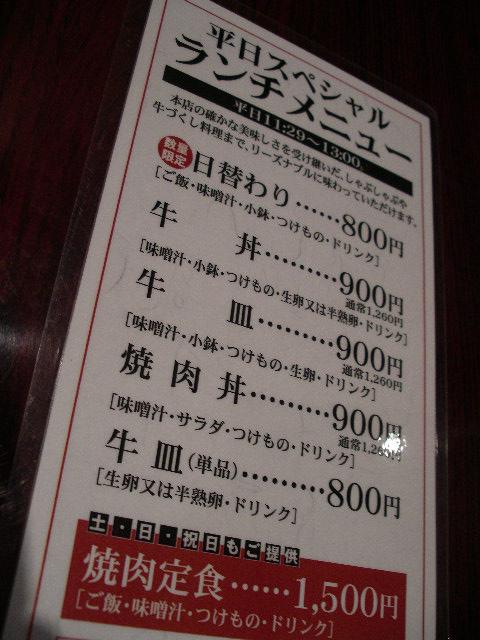 平日スペシャル
ランチメニュー
平日11:29〜13:00
本店の確かな美味しさを受け継いだ、しゃぶしゃぶや
牛づくし料理まで、リーズナブルに味わっていただけます。
数量限定 日替わり……800円
[ご飯・味噌汁・小鉢・つけもの・ドリンク]
牛丼………900円
通常1,260円
[味噌汁・小鉢・つけもの・生卵又は半熟卵・ドリンク]
牛皿………900円
通常1,260円
[味噌汁・小鉢・つけもの・生卵・ドリンク]
焼肉丼………900円
通常1,2
[味噌汁・サラダ・つけもの・ドリンク]
牛皿(単品)………800円
[生卵又は半熟卵・ドリンク]
土・日・祝日もご提供
焼肉定食……1,500円
[ご飯・味噌汁・つけもの・ドリンク]